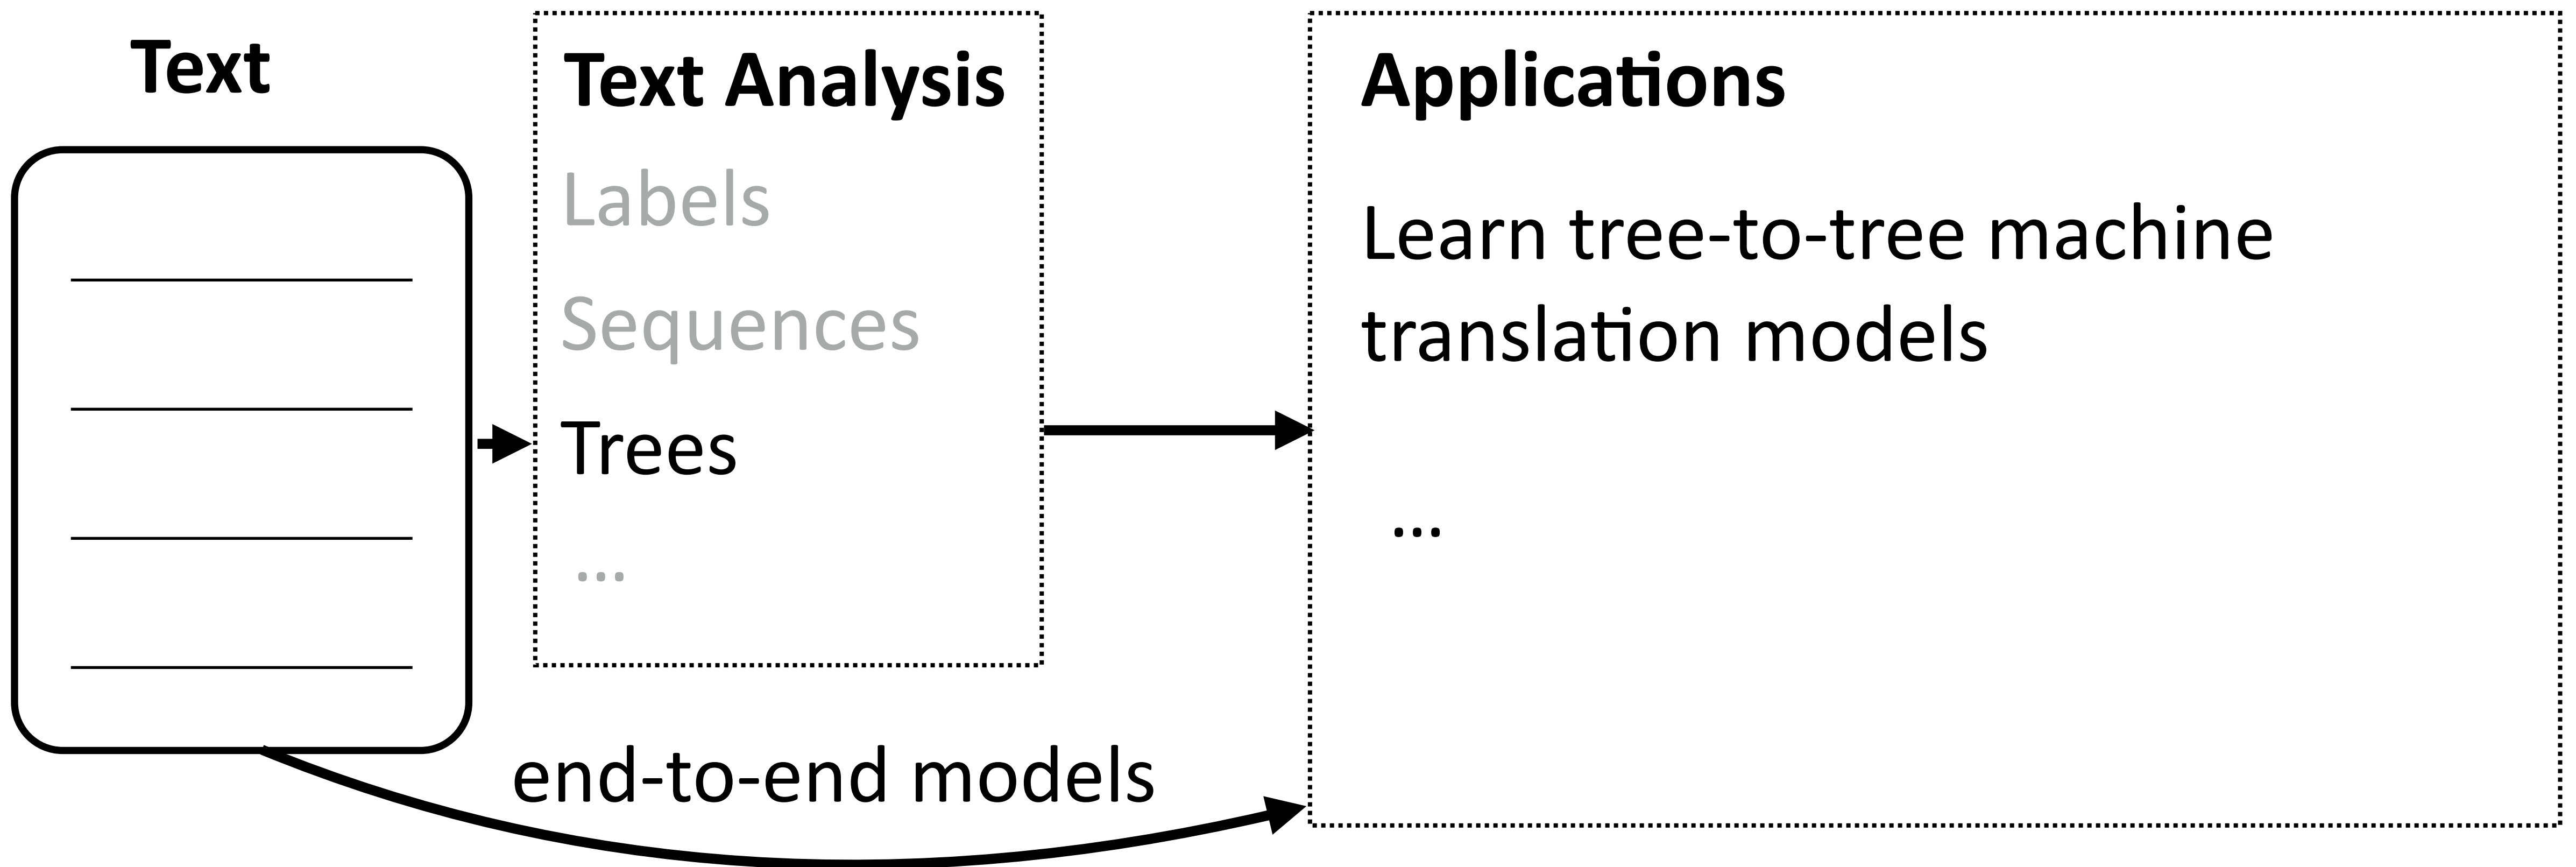 Text
Text Analysis
Labels
Sequences
Trees
...
Applications
Learn tree-to-tree machine
translation models
...
end-to-end models